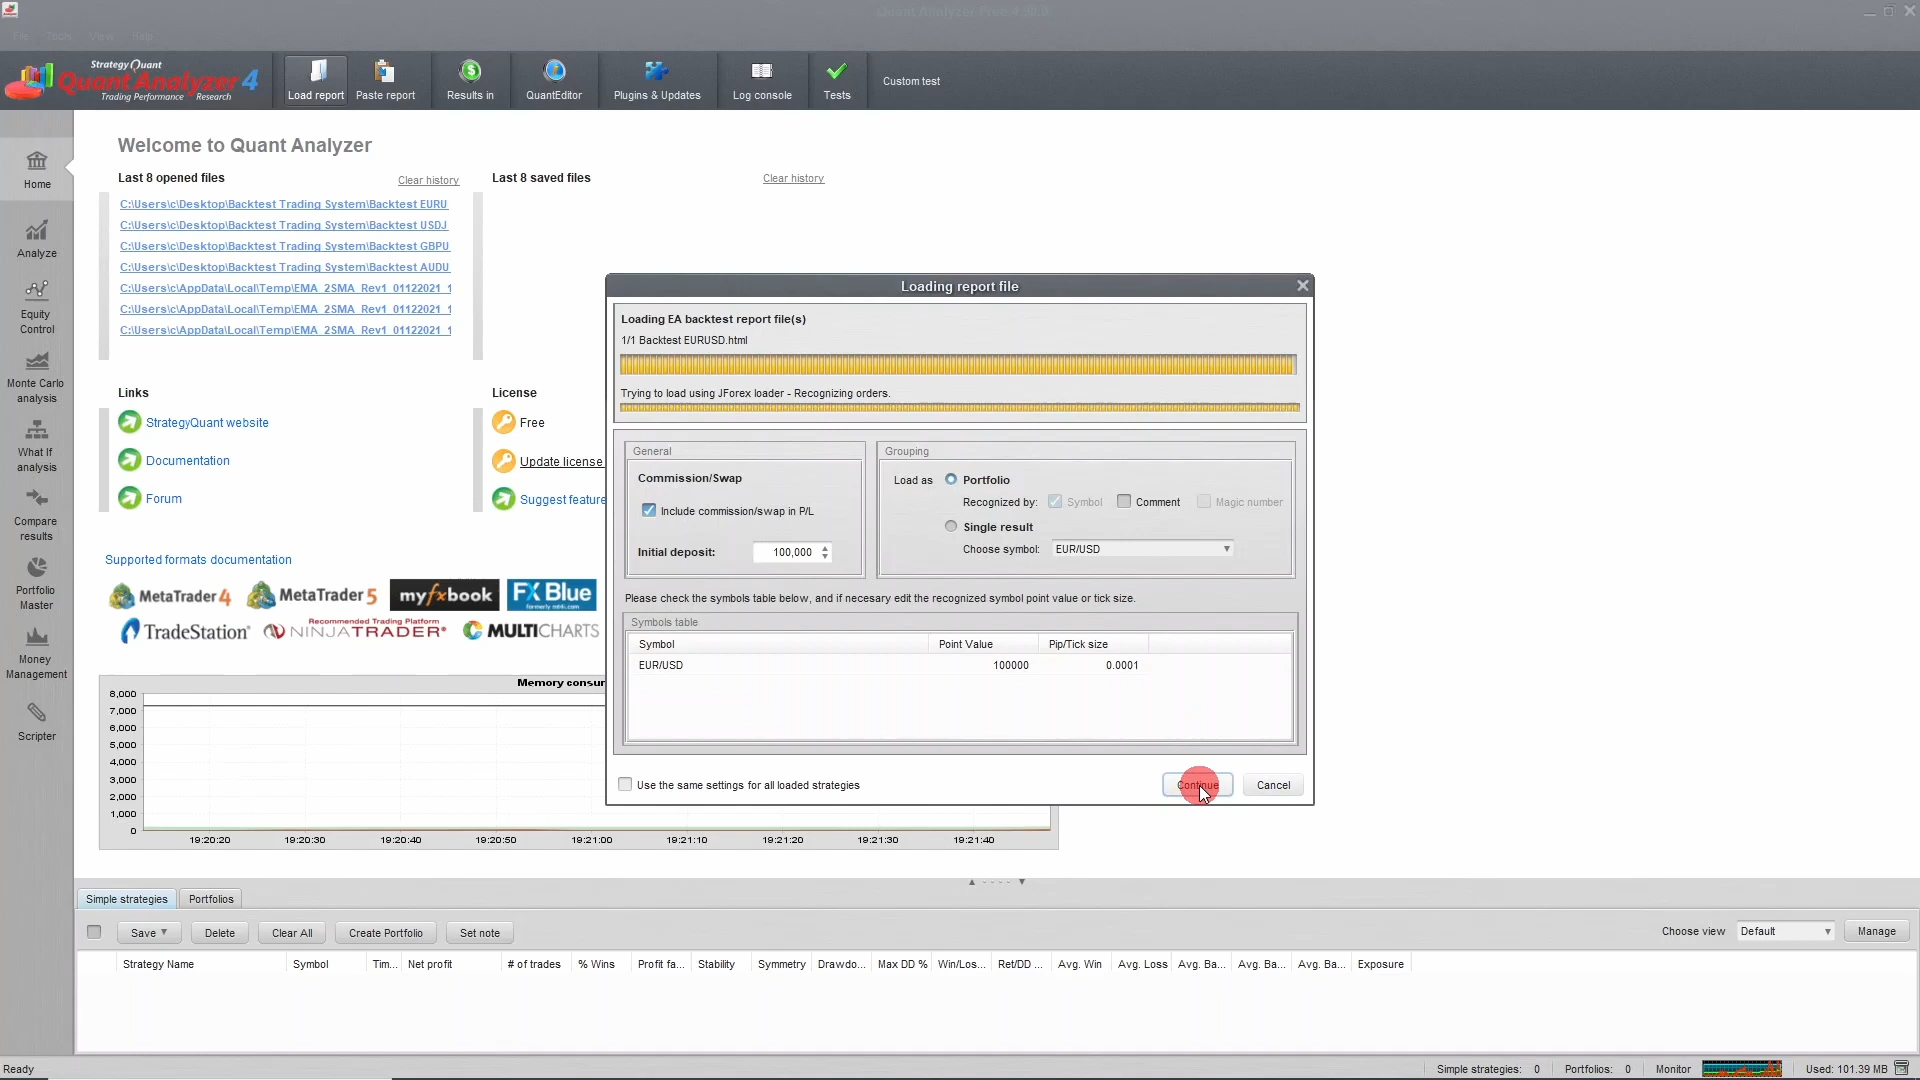 Quant Analyzer Free 4.90.0
File Tools View Help
StrategyQuant
QuantAnalyzer 4
Trading Performance Research
Load report
Paste report
Results in
QuantEditor
Plugins & Updates
Log console
Tests
Custom test
Home
Analyze
Equity
Control
Monte Carlo
analysis
What If
analysis
Compare
results
Portfolio
Master
Money
Management
Scripter
Welcome to Quant Analyzer
Last 8 opened files
Clear history
Last 8 saved files
Clear history
C:\Users\c\Desktop\Backtest Trading System\Backtest EURU
C:\Users\c\Desktop\Backtest Trading System\Backtest USDJ
C:\Users\c\Desktop\Backtest Trading System\Backtest GBPU
C:\Users\c\Desktop\Backtest Trading System\Backtest AUDU
C:\Users\c\AppData\Local\Temp\EMA_2SMA_Rev1_01122021_1
C:\Users\c\AppData\Local\Temp\EMA_2SMA_Rev1_01122021_1
C:\Users\c\AppData\Local\Temp\EMA_2SMA_Rev1_01122021_1
Links
StrategyQuant website
Documentation
Forum
License
Free
Update license
Suggest feature
Supported formats documentation
MetaTrader 4
MetaTrader 5
myfxbook
FX Blue
TradeStation
Recommended Trading Platform
NINJATRADER
MULTICHARTS
Memory consur
8,000
7,000
6,000
5,000
4,000
3,000
2,000
1,000
0
19:20:20 19:20:30 19:20:40 19:20:50 19:21:00 19:21:10 19:21:20 19:21:30 19:21:40
Loading report file
Loading EA backtest report file(s)
1/1 Backtest EURUSD.html
Trying to load using JForex loader - Recognizing orders.
General
Commission/Swap
Include commission/swap in P/L
Initial deposit: 100,000
Grouping
Load as Portfolio
Recognized by: Symbol Comment Magic number
Single result
Choose symbol: EUR/USD
Please check the symbols table below, and if necesary edit the recognized symbol point value or tick size.
Symbols table
Symbol Point Value Pip/Tick size
EUR/USD 100000 0.0001
Use the same settings for all loaded strategies
Continue
Cancel
Simple strategies Portfolios
Save Delete Clear All Create Portfolio Set note
Choose view Default Manage
Strategy Name Symbol Tim... Net profit # of trades % Wins Profit fa... Stability Symmetry Drawdo... Max DD % Win/Los... Ret/DD ... Avg. Win Avg. Loss Avg. Ba... Avg. Ba... Avg. Ba... Exposure
Ready
Simple strategies: 0 Portfolios: 0 Monitor Used: 101.39 MB